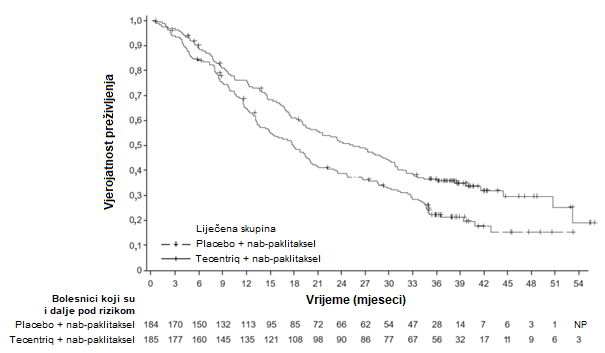 Vjerojatnost preživljenja
1,0
0,9
0,8
0,7
0,6
0,5
0,4
0,3
0,2
0,1
0
Liječena skupina
Placebo + nab-paklitaksel
Tecentriq + nab-paklitaksel
0 3 6 9 12 15 18 21 24 27 30 33 36 39 42 45 48 51 54
Vrijeme (mjeseci)
Bolesnici koji su
i dalje pod rizikom
Placebo + nab-paklitaksel 184 170 150 132 113 95 85 72 66 62 54 47 28 14 7 6 3 1 NP
Tecentriq + nab-paklitaksel 185 177 160 145 135 121 108 98 90 86 77 67 56 32 17 11 9 6 3